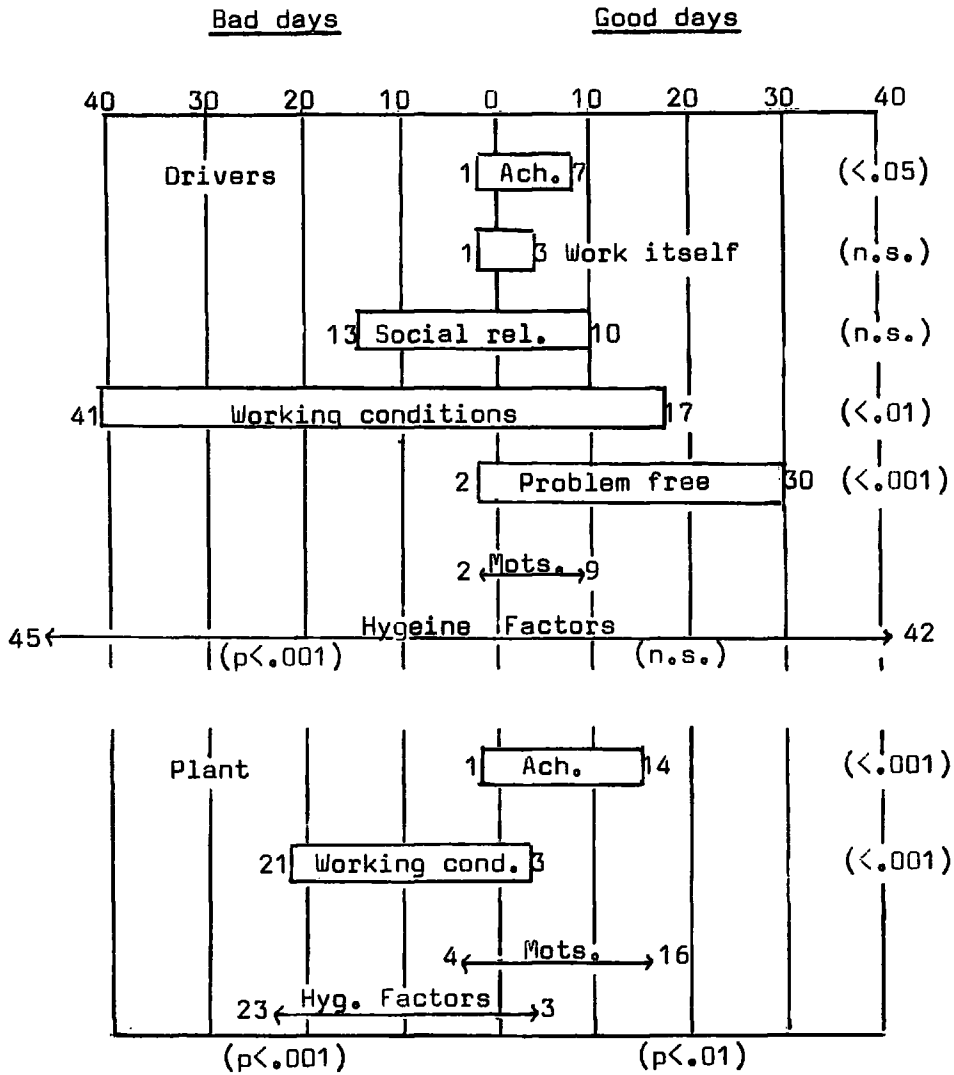 Bad days Good days
40 30 20 10 0 10 20 30 40
Drivers 1 Ach. 7 (<.05)
1 3 Work itself (n.s.)
13 Social rel. 10 (n.s.)
41 Working conditions 17 (<.01)
2 Problem free 30 (<.001)
2 Mots. 9
45 Hygeine Factors 42
(p<.001) (n.s.)
Plant 1 Ach. 14 (<.001)
21 Working cond. 3 (<.001)
4 Mots. 16
23 Hyg. Factors 3
(p<.001) (p<.01)